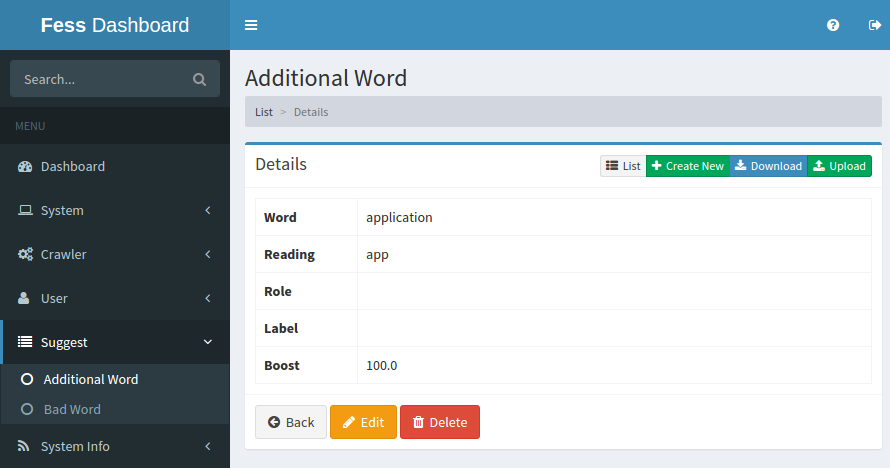 Fess Dashboard
Search...
MENU
Dashboard
System
Crawler
User
Suggest
Additional Word
Bad Word
System Info
Additional Word
List > Details
Details
List Create New Download Upload
Word application
Reading app
Role
Label
Boost 100.0
Back Edit Delete